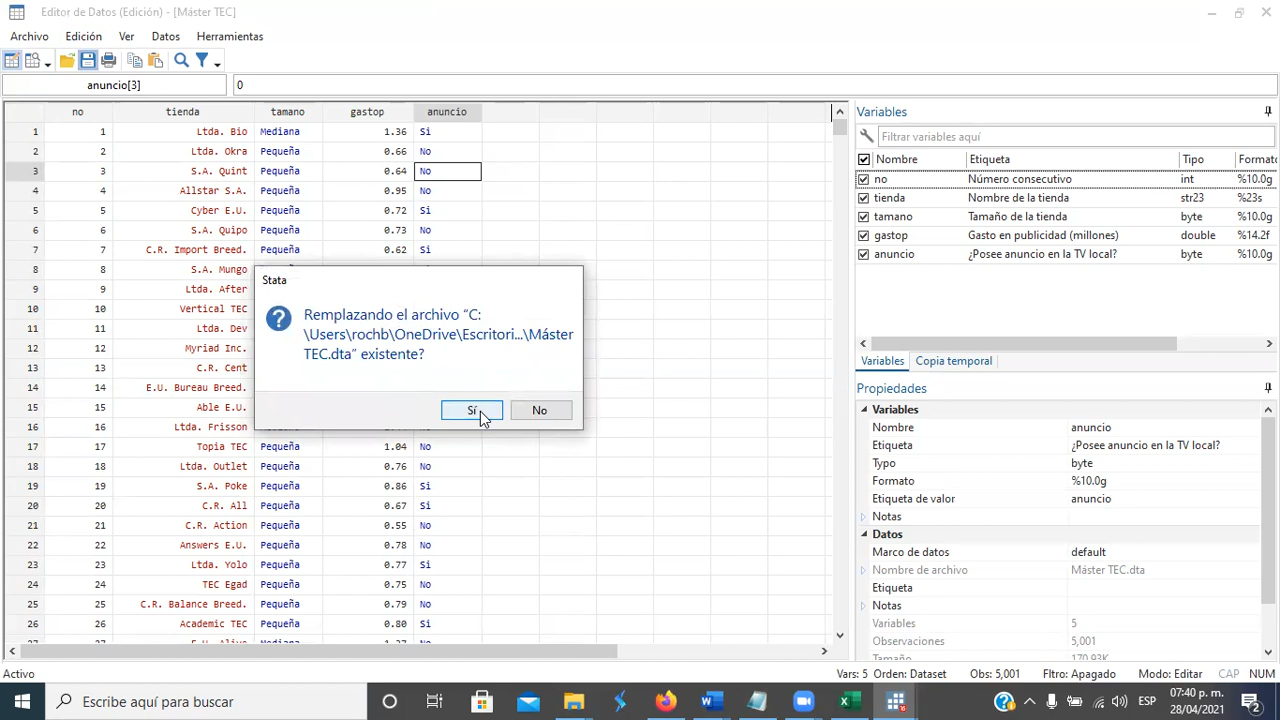 Editor de Datos (Edición) - [Máster TEC]
Archivo Edición Ver Datos Herramientas
anuncio[3] 0
no tienda tamano gastop anuncio
1 1 Ltda. Bio Mediana 1.36 Si
2 2 Ltda. Okra Pequeña 0.66 No
3 3 S.A. Quint Pequeña 0.64 No
4 4 Allstar S.A. Pequeña 0.95 No
5 5 Cyber E.U. Pequeña 0.72 Si
6 6 S.A. Quipo Pequeña 0.73 No
7 7 C.R. Import Breed. Pequeña 0.62 Si
8 8 S.A. Mungo
9 9 Ltda. After
10 10 Vertical TEC
11 11 Ltda. Dev
12 12 Myriad Inc.
13 13 C.R. Cent
14 14 E.U. Bureau Breed.
15 15 Able E.U.
16 16 Ltda. Frisson
17 17 Topia TEC Pequeña 1.04 No
18 18 Ltda. Outlet Pequeña 0.76 No
19 19 S.A. Poke Pequeña 0.86 Si
20 20 C.R. All Pequeña 0.67 Si
21 21 C.R. Action Pequeña 0.55 No
22 22 Answers E.U. Pequeña 0.78 No
23 23 Ltda. Yolo Pequeña 0.77 Si
24 24 TEC Egad Pequeña 0.75 No
25 25 C.R. Balance Breed. Pequeña 0.79 No
26 26 Academic TEC Pequeña 0.80 Si
Stata
Remplazando el archivo “C:
\Users\rochb\OneDrive\Escritori...\Máster
TEC.dta” existente?
Sí No
Variables
Filtrar variables aquí
Nombre Etiqueta Tipo Formato
no Número consecutivo int %10.0g
tienda Nombre de la tienda str23 %23s
tamano Tamaño de la tienda byte %10.0g
gastop Gasto en publicidad (millones) double %14.2f
anuncio ¿Posee anuncio en la TV local? byte %10.0g
Variables Copia temporal
Propiedades
Variables
Nombre anuncio
Etiqueta ¿Posee anuncio en la TV local?
Typo byte
Formato %10.0g
Etiqueta de valor anuncio
Notas
Datos
Marco de datos default
Nombre de archivo Máster TEC.dta
Etiqueta
Notas
Variables 5
Observaciones 5,001
Tamaño 170.93K
Activo Vars: 5 Orden: Dataset Obs: 5,001 Fltro: Apagado Modo: Editar CAP NUM
Escribe aquí para buscar
ESP
07:40 p. m.
28/04/2021
2